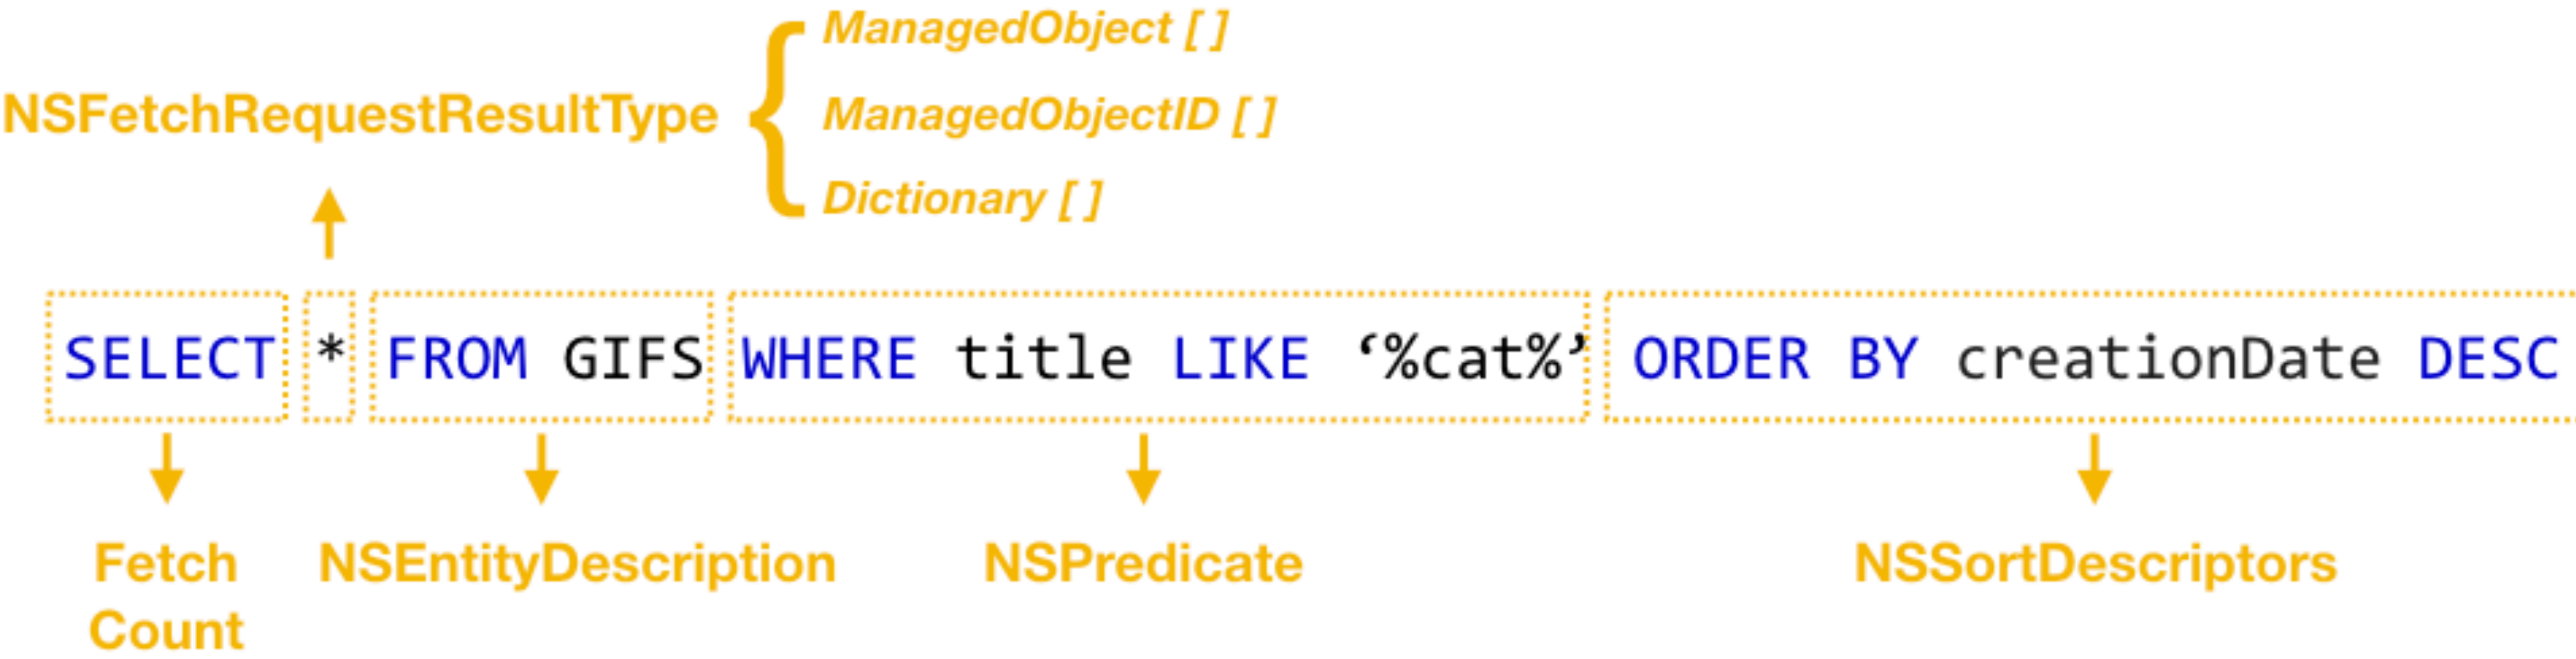 ManagedObject [ ]
NSFetchRequestResultType
ManagedObjectID [ ]
Dictionary [ ]
SELECT * FROM GIFS WHERE title LIKE ‘%cat%’ ORDER BY creationDate DESC
Fetch Count
NSEntityDescription
NSPredicate
NSSortDescriptors